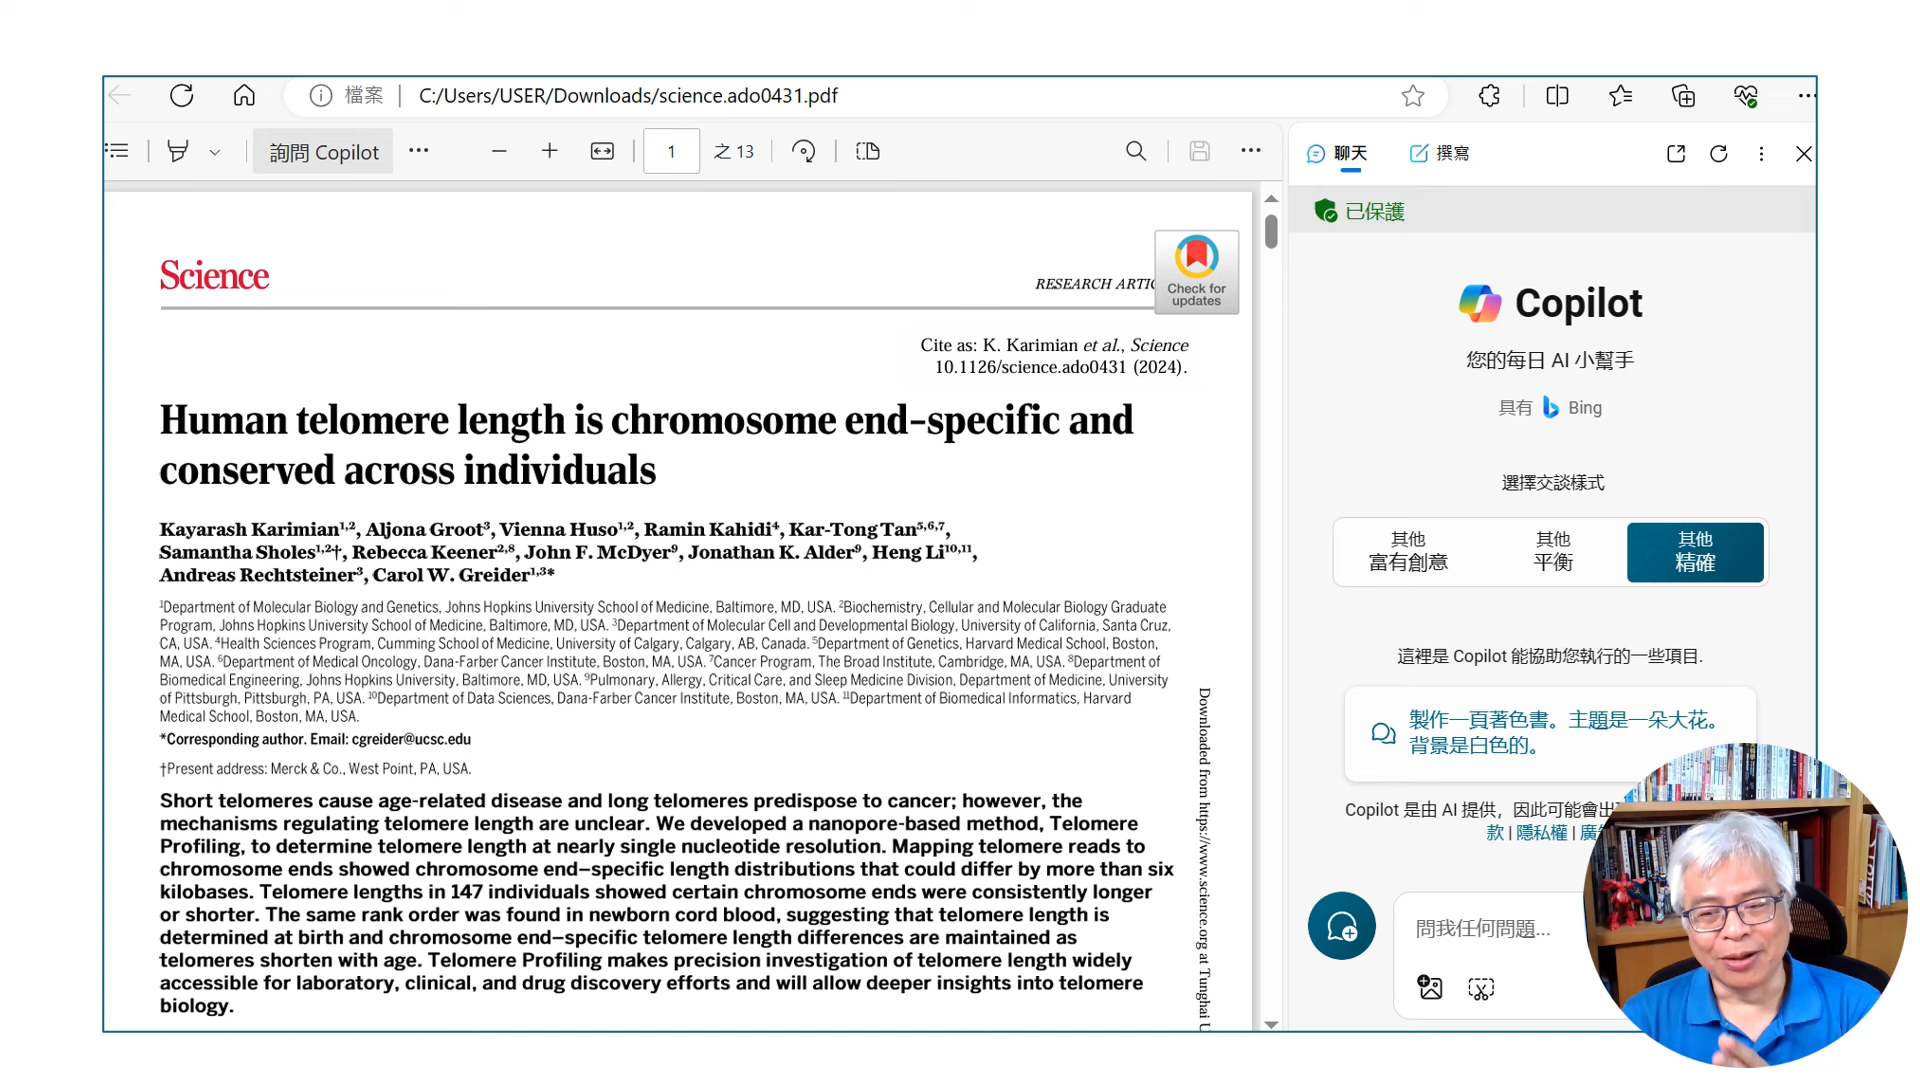 檔案 C:/Users/USER/Downloads/science.ado0431.pdf
詢問 Copilot
1 之 13
聊天
撰寫
Science
RESEARCH ARTIC
Check for
updates
Cite as: K. Karimian et al., Science
10.1126/science.ado0431 (2024).
Human telomere length is chromosome end-specific and
conserved across individuals
Kayarash Karimian1,2, Aljona Groot3, Vienna Huso1,2, Ramin Kahidi4, Kar-Tong Tan5,6,7,
Samantha Sholes1,2†, Rebecca Keener2,8, John F. McDyer9, Jonathan K. Alder9, Heng Li10,11,
Andreas Rechtsteiner3, Carol W. Greider1,3*
1Department of Molecular Biology and Genetics, Johns Hopkins University School of Medicine, Baltimore, MD, USA. 2Biochemistry, Cellular and Molecular Biology Graduate
Program, Johns Hopkins University School of Medicine, Baltimore, MD, USA. 3Department of Molecular Cell and Developmental Biology, University of California, Santa Cruz,
CA, USA. 4Health Sciences Program, Cumming School of Medicine, University of Calgary, Calgary, AB, Canada. 5Department of Genetics, Harvard Medical School, Boston,
MA, USA. 6Department of Medical Oncology, Dana-Farber Cancer Institute, Boston, MA, USA. 7Cancer Program, The Broad Institute, Cambridge, MA, USA. 8Department of
Biomedical Engineering, Johns Hopkins University, Baltimore, MD, USA. 9Pulmonary, Allergy, Critical Care, and Sleep Medicine Division, Department of Medicine, University
of Pittsburgh, Pittsburgh, PA, USA. 10Department of Data Sciences, Dana-Farber Cancer Institute, Boston, MA, USA. 11Department of Biomedical Informatics, Harvard
Medical School, Boston, MA, USA.
*Corresponding author. Email: cgreider@ucsc.edu
†Present address: Merck & Co., West Point, PA, USA.
Short telomeres cause age-related disease and long telomeres predispose to cancer; however, the
mechanisms regulating telomere length are unclear. We developed a nanopore-based method, Telomere
Profiling, to determine telomere length at nearly single nucleotide resolution. Mapping telomere reads to
chromosome ends showed chromosome end–specific length distributions that could differ by more than six
kilobases. Telomere lengths in 147 individuals showed certain chromosome ends were consistently longer
or shorter. The same rank order was found in newborn cord blood, suggesting that telomere length is
determined at birth and chromosome end–specific telomere length differences are maintained as
telomeres shorten with age. Telomere Profiling makes precision investigation of telomere length widely
accessible for laboratory, clinical, and drug discovery efforts and will allow deeper insights into telomere
biology.
Downloaded from https://www.science.org at Tunghai U
已保護
Copilot
您的每日 AI 小幫手
具有 Bing
選擇交談樣式
其他
富有創意
其他
平衡
其他
精確
這裡是 Copilot 能協助您執行的一些項目.
製作一頁著色書。主題是一朵大花。
背景是白色的。
Copilot 是由 AI 提供，因此可能會出
款 | 隱私權 | 廣
問我任何問題...